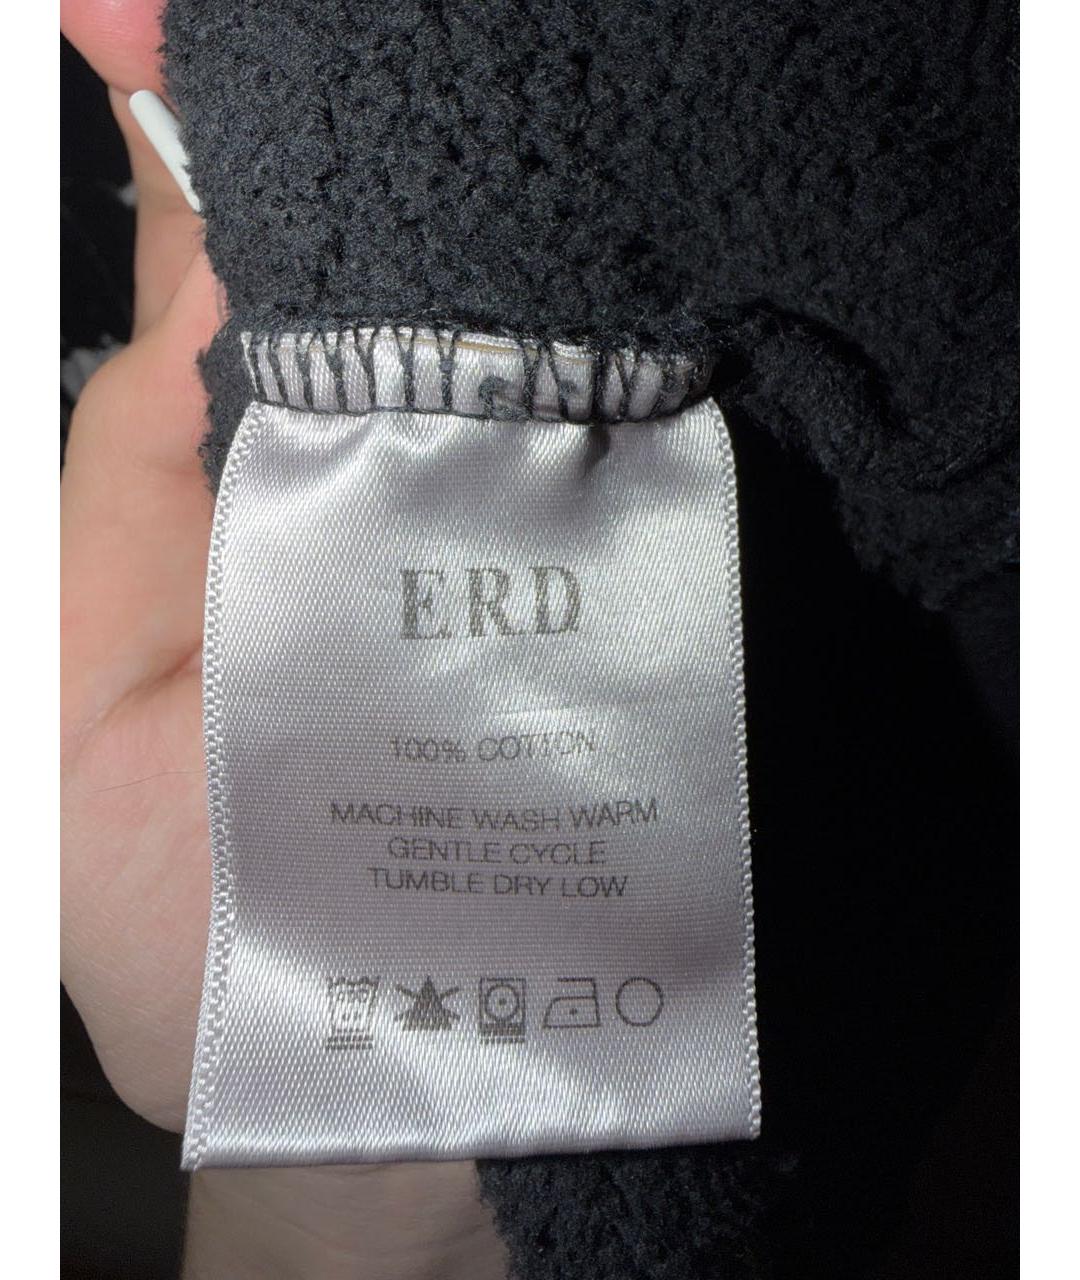 ERD
100% COTTON
MACHINE WASH WARM
GENTLE CYCLE
TUMBLE DRY LOW